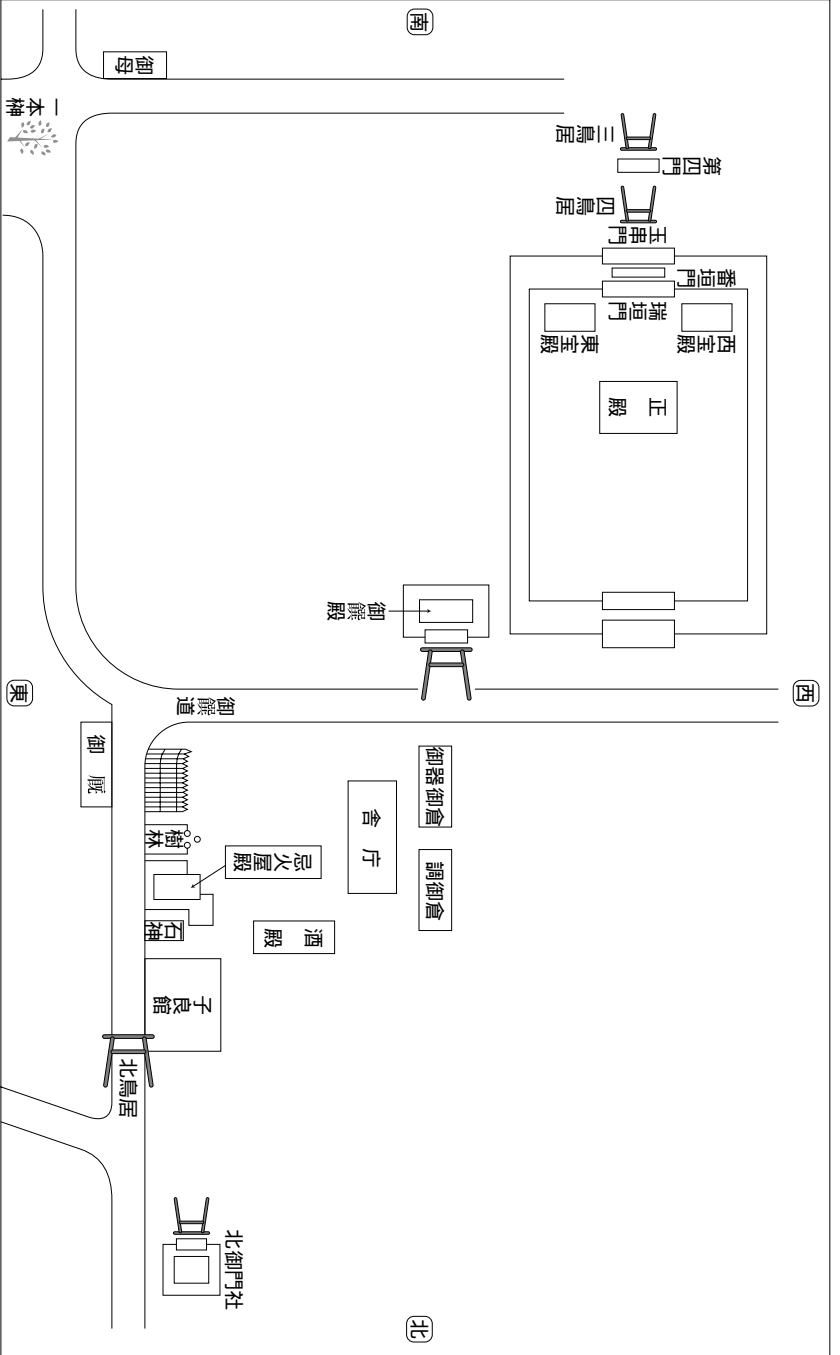 南
御母
一本榊
三鳥居
第四門
四鳥居
玉串門
番垣門
瑞垣門
西宝殿
東宝殿
正殿
御饌殿
西
東
御饌道
御厩
御器御倉
調御倉
舎庁
樹林
忌火屋殿
石神
酒殿
子良館
北鳥居
北御門社
北